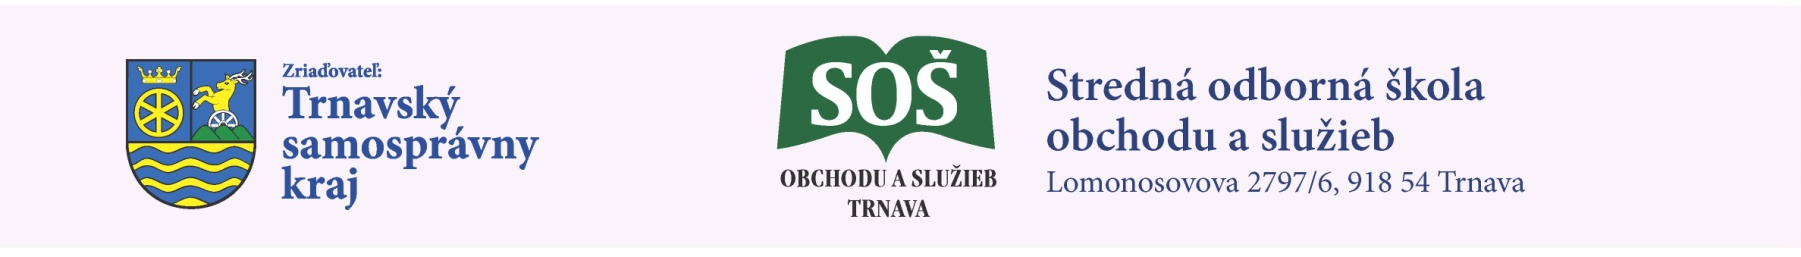 Zriaďovateľ:
Trnavský
samosprávny
kraj
SOŠ
OBCHODU A SLUŽIEB
TRNAVA
Stredná odborná škola
obchodu a služieb
Lomonosovova 2797/6, 918 54 Trnava